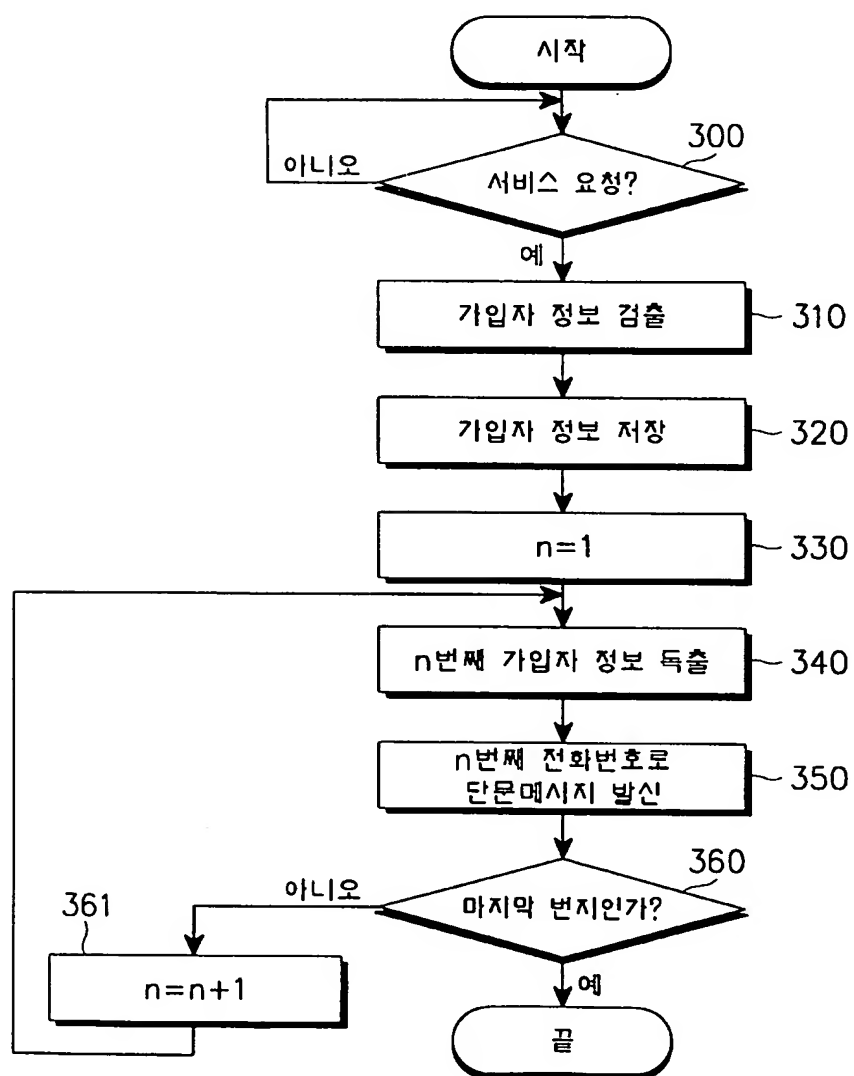 시작
300
아니오
서비스 요청?
예
가입자 정보 검출
310
가입자 정보 저장
320
n=1
330
n번째 가입자 정보 독출
340
n번째 전화번호로
단문메시지 발신
350
360
아니오
마지막 번지인가?
361
n=n+1
예
끝